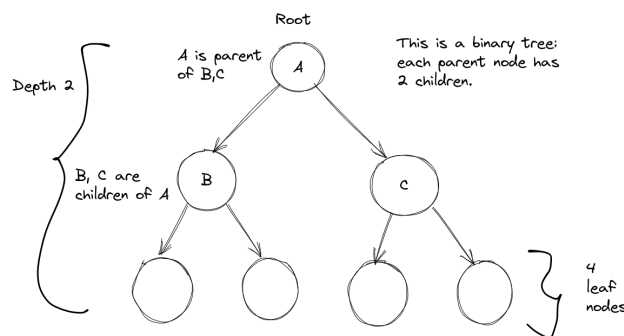 Root
A is parent
of B,C
A
This is a binary tree:
each parent node has
2 children.
Depth 2
B, C are
children of A
B
C
4
leaf
nodes